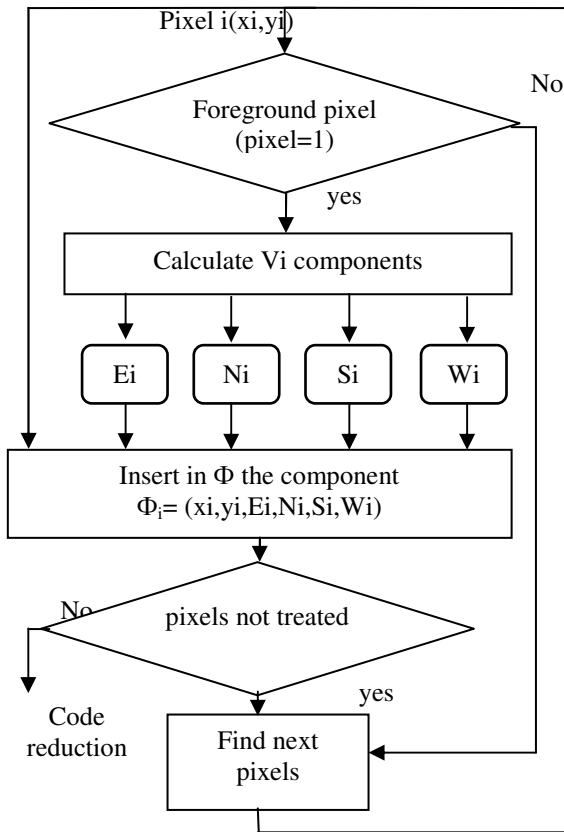 Pixel i(xi,yi)
No
Foreground pixel
(pixel=1)
yes
Calculate Vi components
Ei
Ni
Si
Wi
Insert in Φ the component
Φi= (xi,yi,Ei,Ni,Si,Wi)
No
pixels not treated
yes
Code
reduction
Find next
pixels